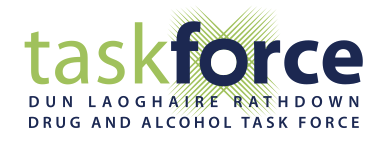 taskforce
DUN LAOGHAIRE RATHDOWN
DRUG AND ALCOHOL TASK FORCE